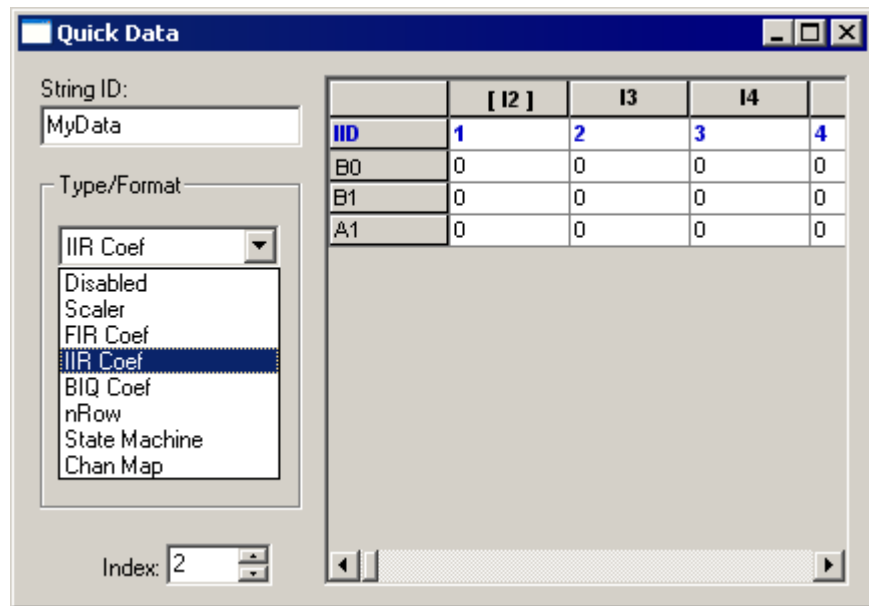 Quick Data
String ID:
MyData
Type/Format
IIR Coef
Disabled
Scaler
FIR Coef
IIR Coef
BIQ Coef
nRow
State Machine
Chan Map
Index: 2
[ I2 ] I3 I4
IID 1 2 3 4
B0 0 0 0 0
B1 0 0 0 0
A1 0 0 0 0